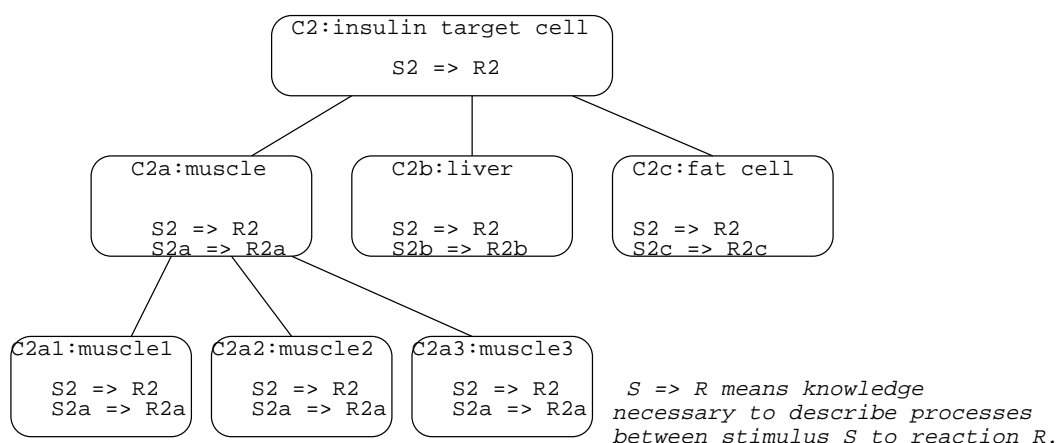 C2:insulin target cell
S2 => R2
C2a:muscle
S2 => R2
S2a => R2a
C2b:liver
S2 => R2
S2b => R2b
C2c:fat cell
S2 => R2
S2c => R2c
C2a1:muscle1
S2 => R2
S2a => R2a
C2a2:muscle2
S2 => R2
S2a => R2a
C2a3:muscle3
S2 => R2
S2a => R2a
S => R means knowledge
necessary to describe processes
between stimulus S to reaction R.